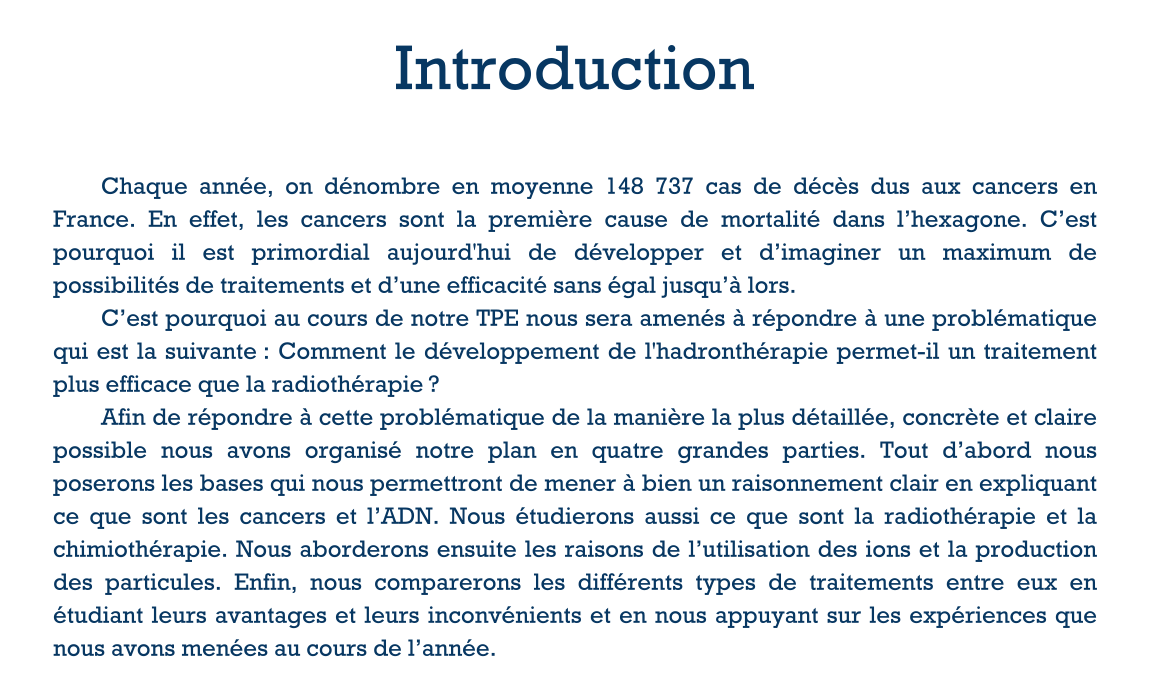 Introduction
Chaque année, on dénombre en moyenne 148 737 cas de décès dus aux cancers en
France. En effet, les cancers sont la première cause de mortalité dans l’hexagone. C’est
pourquoi il est primordial aujourd'hui de développer et d’imaginer un maximum de
possibilités de traitements et d’une efficacité sans égal jusqu’à lors.
C’est pourquoi au cours de notre TPE nous sera amenés à répondre à une problématique
qui est la suivante : Comment le développement de l'hadronthérapie permet-il un traitement
plus efficace que la radiothérapie ?
Afin de répondre à cette problématique de la manière la plus détaillée, concrète et claire
possible nous avons organisé notre plan en quatre grandes parties. Tout d’abord nous
poserons les bases qui nous permettront de mener à bien un raisonnement clair en expliquant
ce que sont les cancers et l’ADN. Nous étudierons aussi ce que sont la radiothérapie et la
chimiothérapie. Nous aborderons ensuite les raisons de l’utilisation des ions et la production
des particules. Enfin, nous comparerons les différents types de traitements entre eux en
étudiant leurs avantages et leurs inconvénients et en nous appuyant sur les expériences que
nous avons menées au cours de l’année.